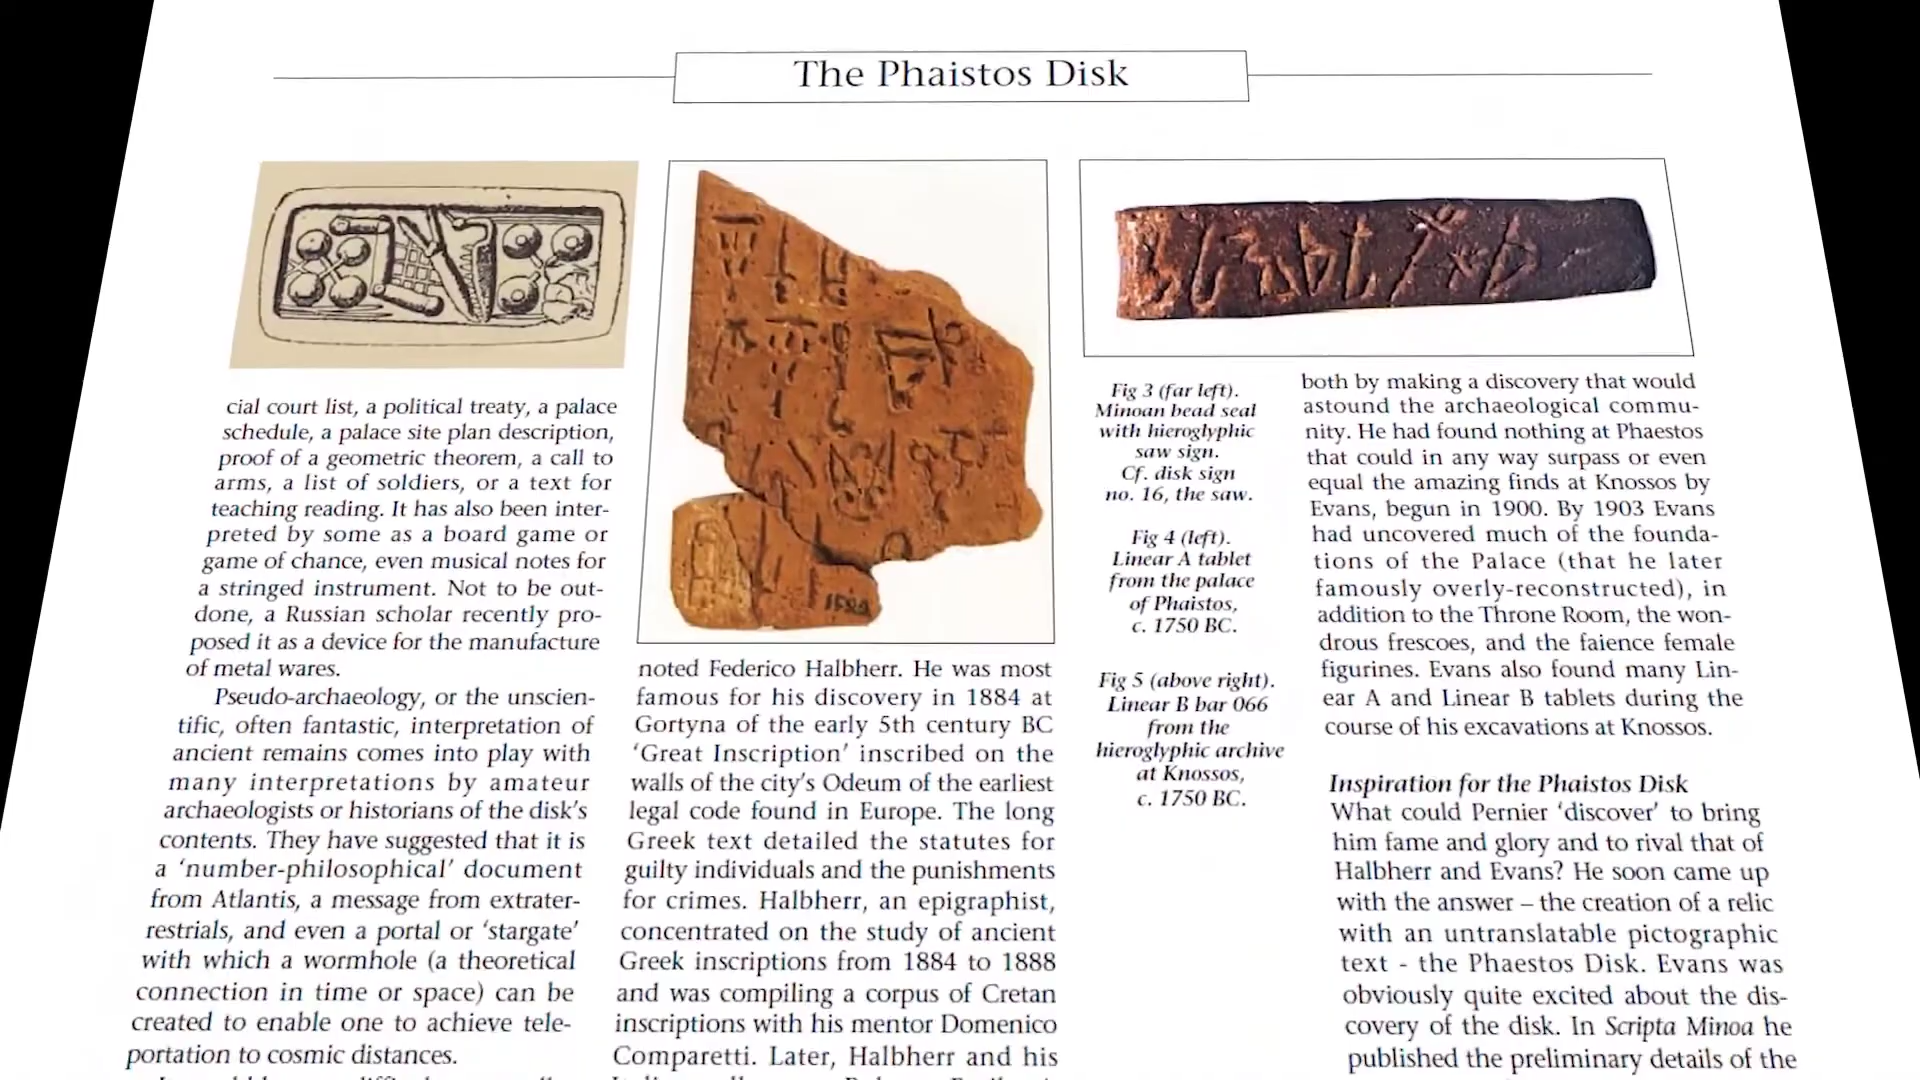 The Phaistos Disk
cial court list, a political treaty, a palace
schedule, a palace site plan description,
proof of a geometric theorem, a call to
arms, a list of soldiers, or a text for
teaching reading. It has also been inter-
preted by some as a board game or
game of chance, even musical notes for
a stringed instrument. Not to be out-
done, a Russian scholar recently pro-
posed it as a device for the manufacture
of metal wares.
Pseudo-archaeology, or the unscien-
tific, often fantastic, interpretation of
ancient remains comes into play with
many interpretations by amateur
archaeologists or historians of the disk's
contents. They have suggested that it is
a 'number-philosophical' document
from Atlantis, a message from extrater-
restrials, and even a portal or 'stargate'
with which a wormhole (a theoretical
connection in time or space) can be
created to enable one to achieve tele-
portation to cosmic distances.
noted Federico Halbherr. He was most
famous for his discovery in 1884 at
Gortyna of the early 5th century BC
'Great Inscription' inscribed on the
walls of the city's Odeum of the earliest
legal code found in Europe. The long
Greek text detailed the statutes for
guilty individuals and the punishments
for crimes. Halbherr, an epigraphist,
concentrated on the study of ancient
Greek inscriptions from 1884 to 1888
and was compiling a corpus of Cretan
inscriptions with his mentor Domenico
Comparetti. Later, Halbherr and his
Fig 3 (far left).
Minoan bead seal
with hieroglyphic
saw sign.
Cf. disk sign
no. 16, the saw.
Fig 4 (left).
Linear A tablet
from the palace
of Phaistos,
c. 1750 BC.
Fig 5 (above right).
Linear B bar 066
from the
hieroglyphic archive
at Knossos,
c. 1750 BC.
both by making a discovery that would
astound the archaeological commu-
nity. He had found nothing at Phaestos
that could in any way surpass or even
equal the amazing finds at Knossos by
Evans, begun in 1900. By 1903 Evans
had uncovered much of the founda-
tions of the Palace (that he later
famously overly-reconstructed), in
addition to the Throne Room, the won-
drous frescoes, and the faience female
figurines. Evans also found many Lin-
ear A and Linear B tablets during the
course of his excavations at Knossos.
Inspiration for the Phaistos Disk
What could Pernier 'discover' to bring
him fame and glory and to rival that of
Halbherr and Evans? He soon came up
with the answer – the creation of a relic
with an untranslatable pictographic
text - the Phaestos Disk. Evans was
obviously quite excited about the dis-
covery of the disk. In Scripta Minoa he
published the preliminary details of the